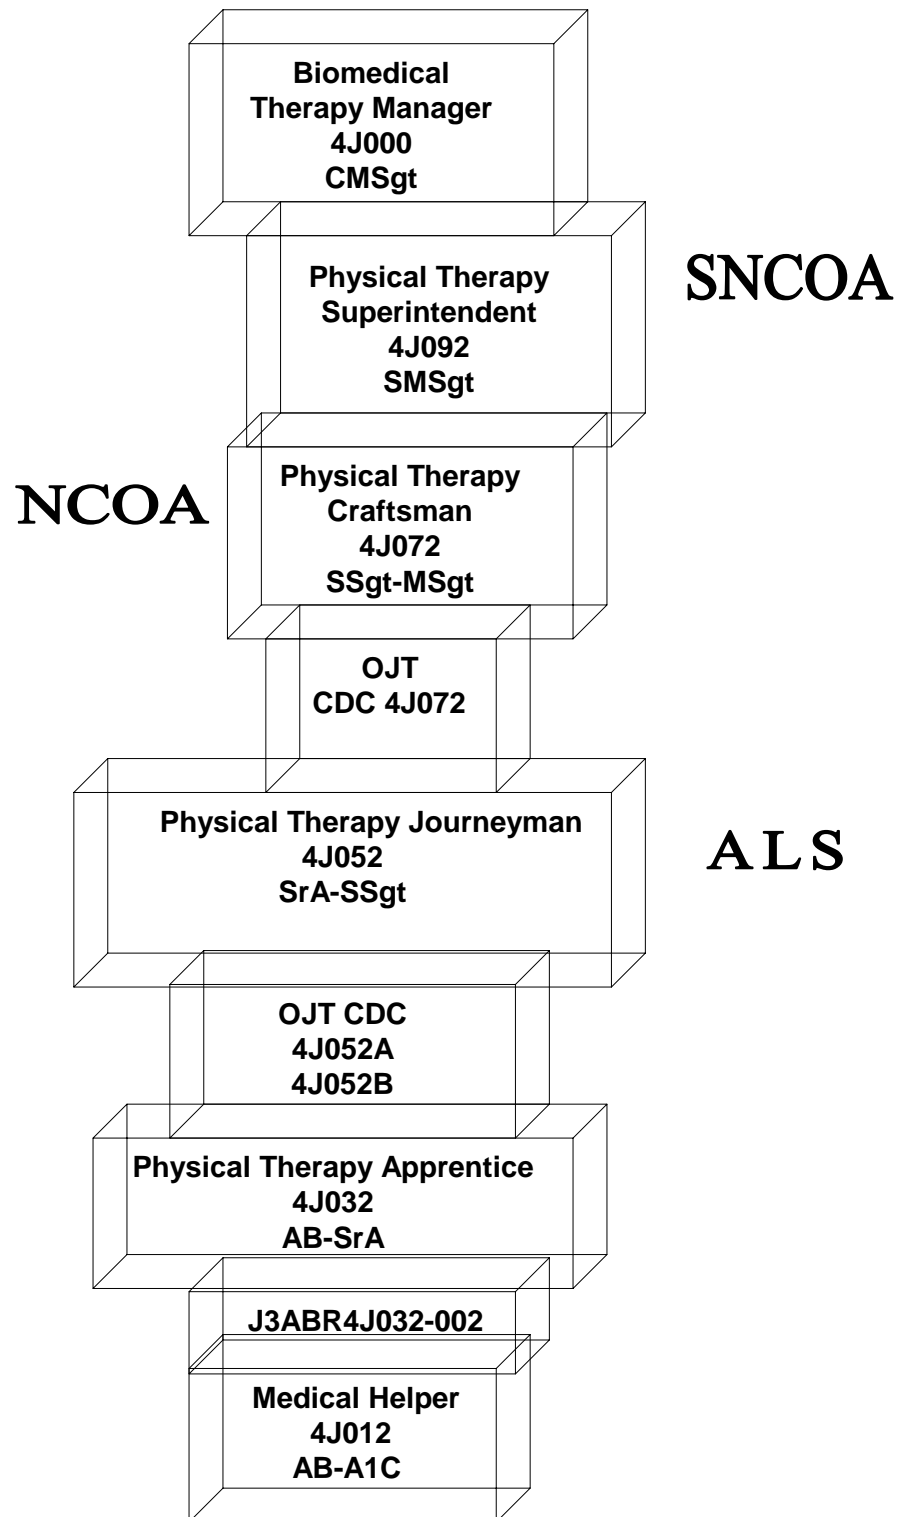 Biomedical
Therapy Manager
4J000
CMSgt
SNCOA
Physical Therapy
Superintendent
4J092
SMSgt
NCOA
Physical Therapy
Craftsman
4J072
SSgt-MSgt
OJT
CDC 4J072
Physical Therapy Journeyman
4J052
SrA-SSgt
ALS
OJT CDC
4J052A
4J052B
Physical Therapy Apprentice
4J032
AB-SrA
J3ABR4J032-002
Medical Helper
4J012
AB-A1C